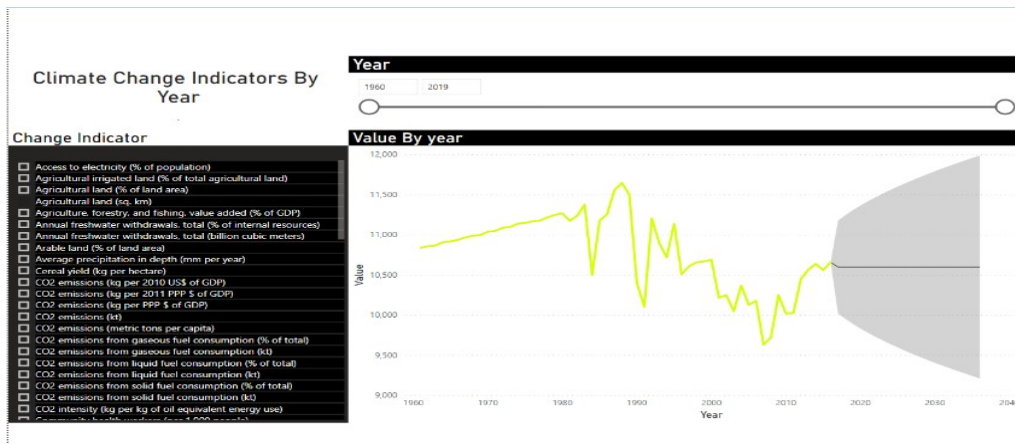 Climate Change Indicators By
Year
Year
1960 2019
Change Indicator
Access to electricity (% of population)
Agricultural irrigated land (% of total agricultural land)
Agricultural land (% of land area)
Agricultural land (sq. km)
Agriculture, forestry, and fishing, value added (% of GDP)
Annual freshwater withdrawals, total (% of internal resources)
Annual freshwater withdrawals, total (billion cubic meters)
Arable land (% of land area)
Average precipitation in depth (mm per year)
Cereal yield (kg per hectare)
CO2 emissions (kg per 2010 US$ of GDP)
CO2 emissions (kg per 2011 PPP $ of GDP)
CO2 emissions (kg per PPP $ of GDP)
CO2 emissions (kt)
CO2 emissions (metric tons per capita)
CO2 emissions from gaseous fuel consumption (% of total)
CO2 emissions from gaseous fuel consumption (kt)
CO2 emissions from liquid fuel consumption (% of total)
CO2 emissions from liquid fuel consumption (kt)
CO2 emissions from solid fuel consumption (% of total)
CO2 emissions from solid fuel consumption (kt)
CO2 intensity (kg per kg of oil equivalent energy use)
Value By year
12,000
11,500
11,000
10,500
10,000
9,500
9,000
Value
1960 1970 1980 1990 2000 2010 2020 2030
Year